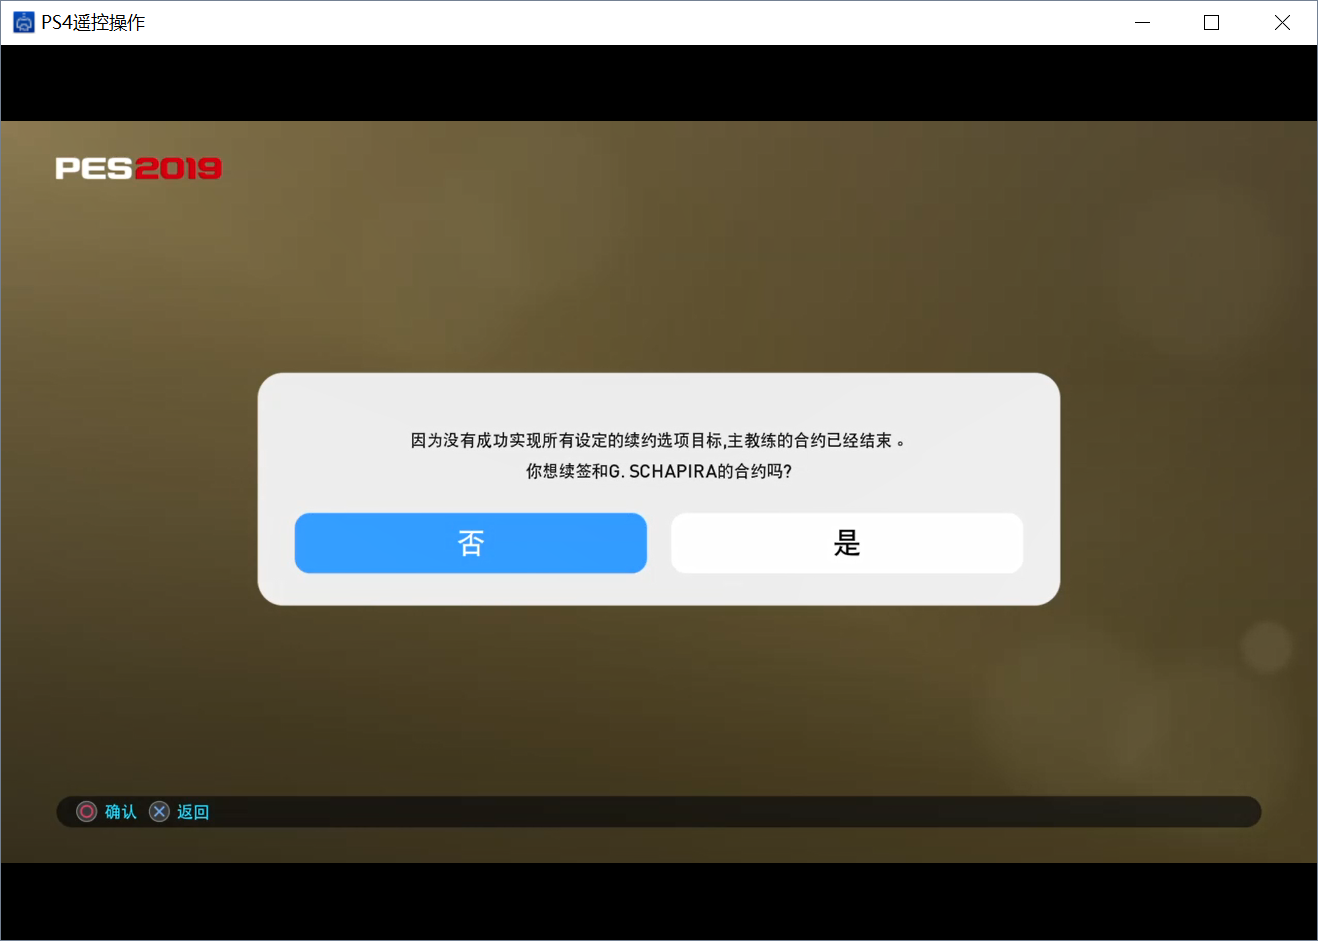 PS4遥控操作
PES2019
因为没有成功实现所有设定的续约选项目标,主教练的合约已经结束。
你想续签和G. SCHAPIRA的合约吗?
否
是
确认 返回